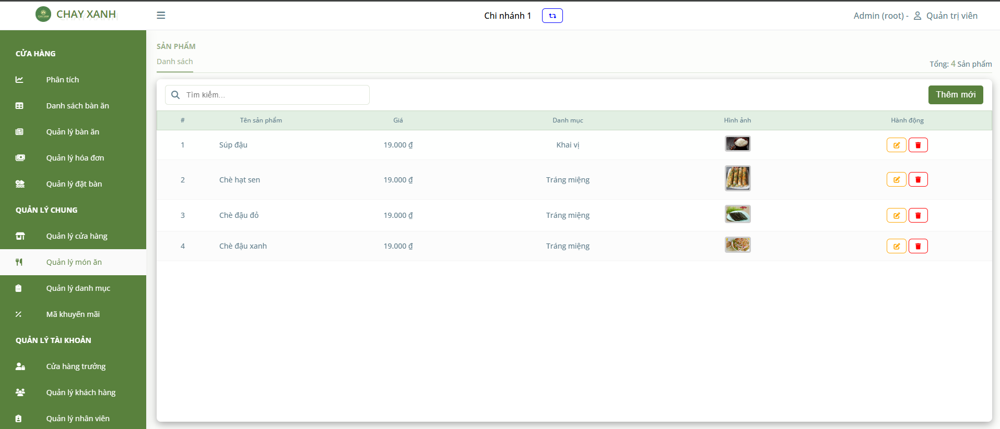 CHAY XANH
Chi nhánh 1
Admin (root) - Quản trị viên
CỬA HÀNG
Phân tích
Danh sách bàn ăn
Quản lý bàn ăn
Quản lý hóa đơn
Quản lý đặt bàn
QUẢN LÝ CHUNG
Quản lý cửa hàng
Quản lý món ăn
Quản lý danh mục
Mã khuyến mãi
QUẢN LÝ TÀI KHOẢN
Cửa hàng trưởng
Quản lý khách hàng
Quản lý nhân viên
SẢN PHẨM
Danh sách
Tổng: 4 Sản phẩm
Tìm kiếm...
Thêm mới
# Tên sản phẩm Giá Danh mục Hình ảnh Hành động
1 Súp đậu 19.000 ₫ Khai vị
2 Chè hạt sen 19.000 ₫ Tráng miệng
3 Chè đậu đỏ 19.000 ₫ Tráng miệng
4 Chè đậu xanh 19.000 ₫ Tráng miệng